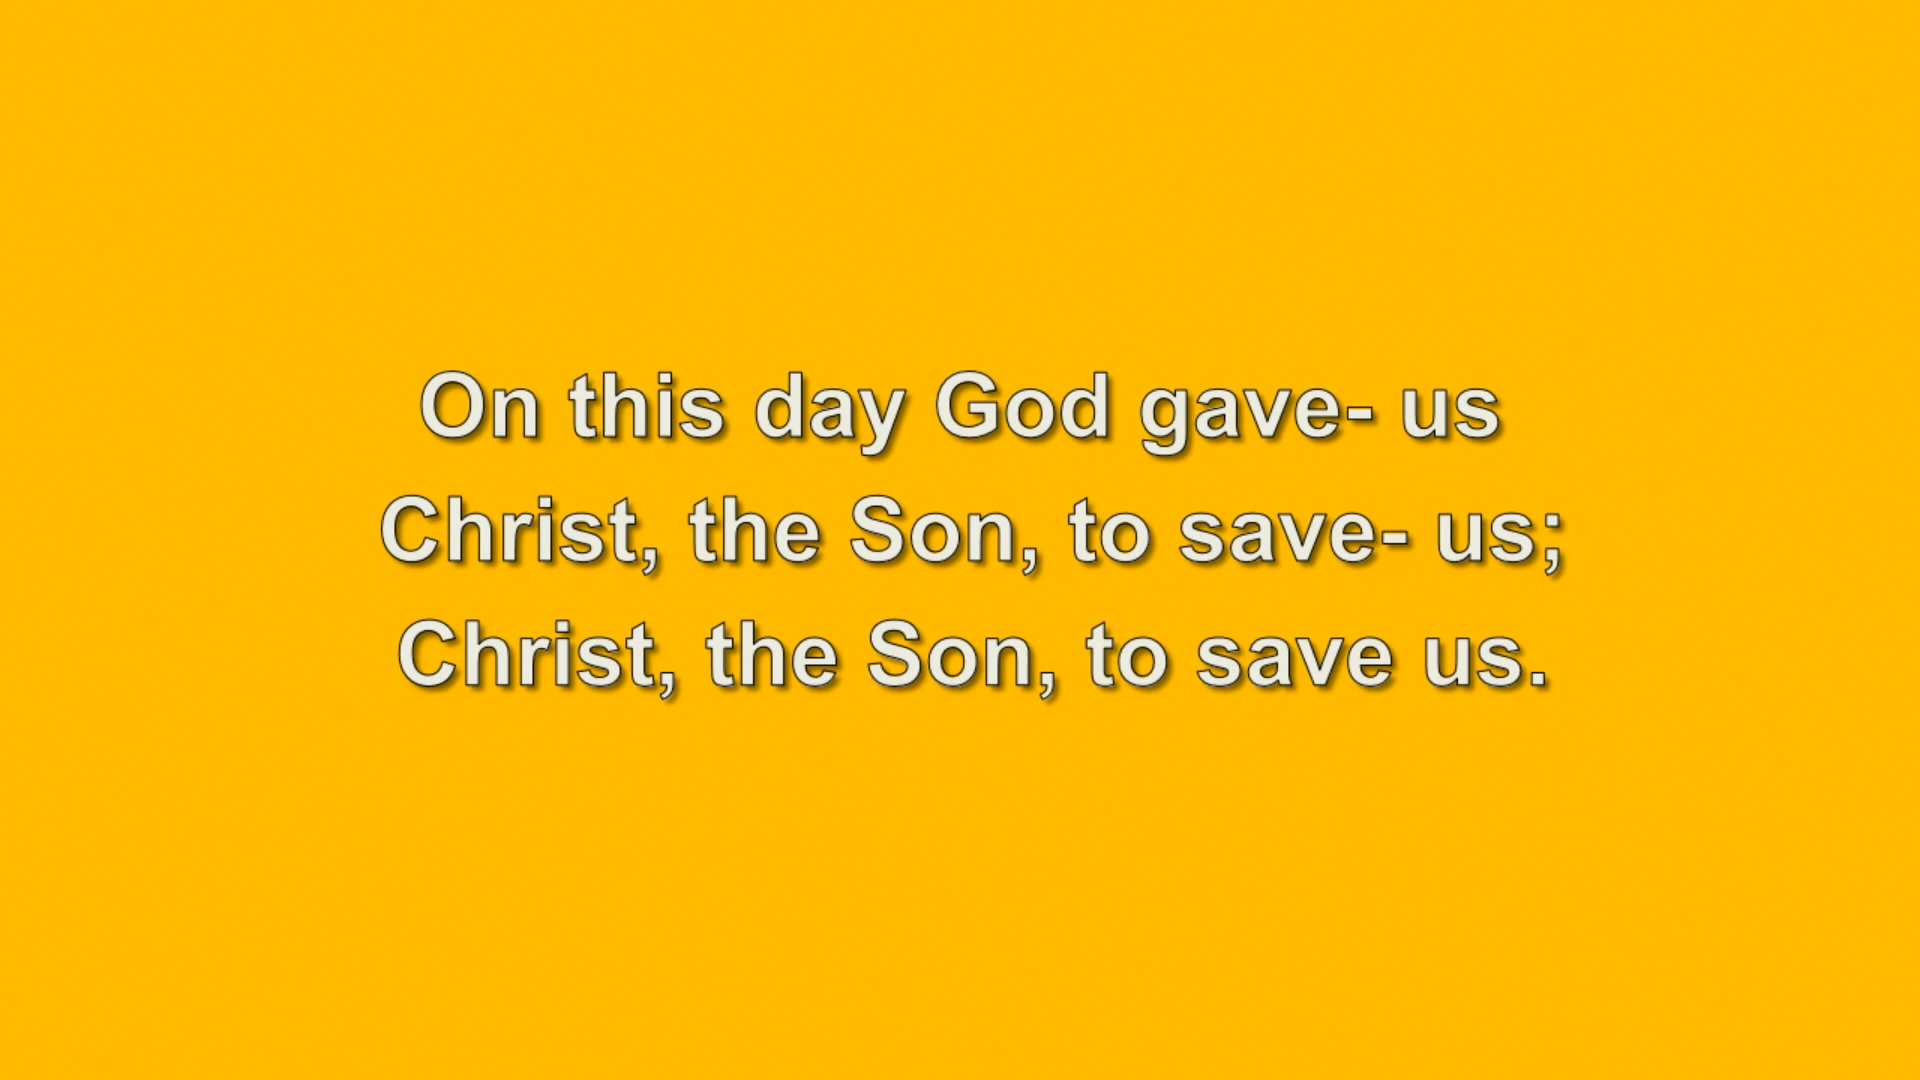 On this day God gave- us
Christ, the Son, to save- us;
Christ, the Son, to save us.